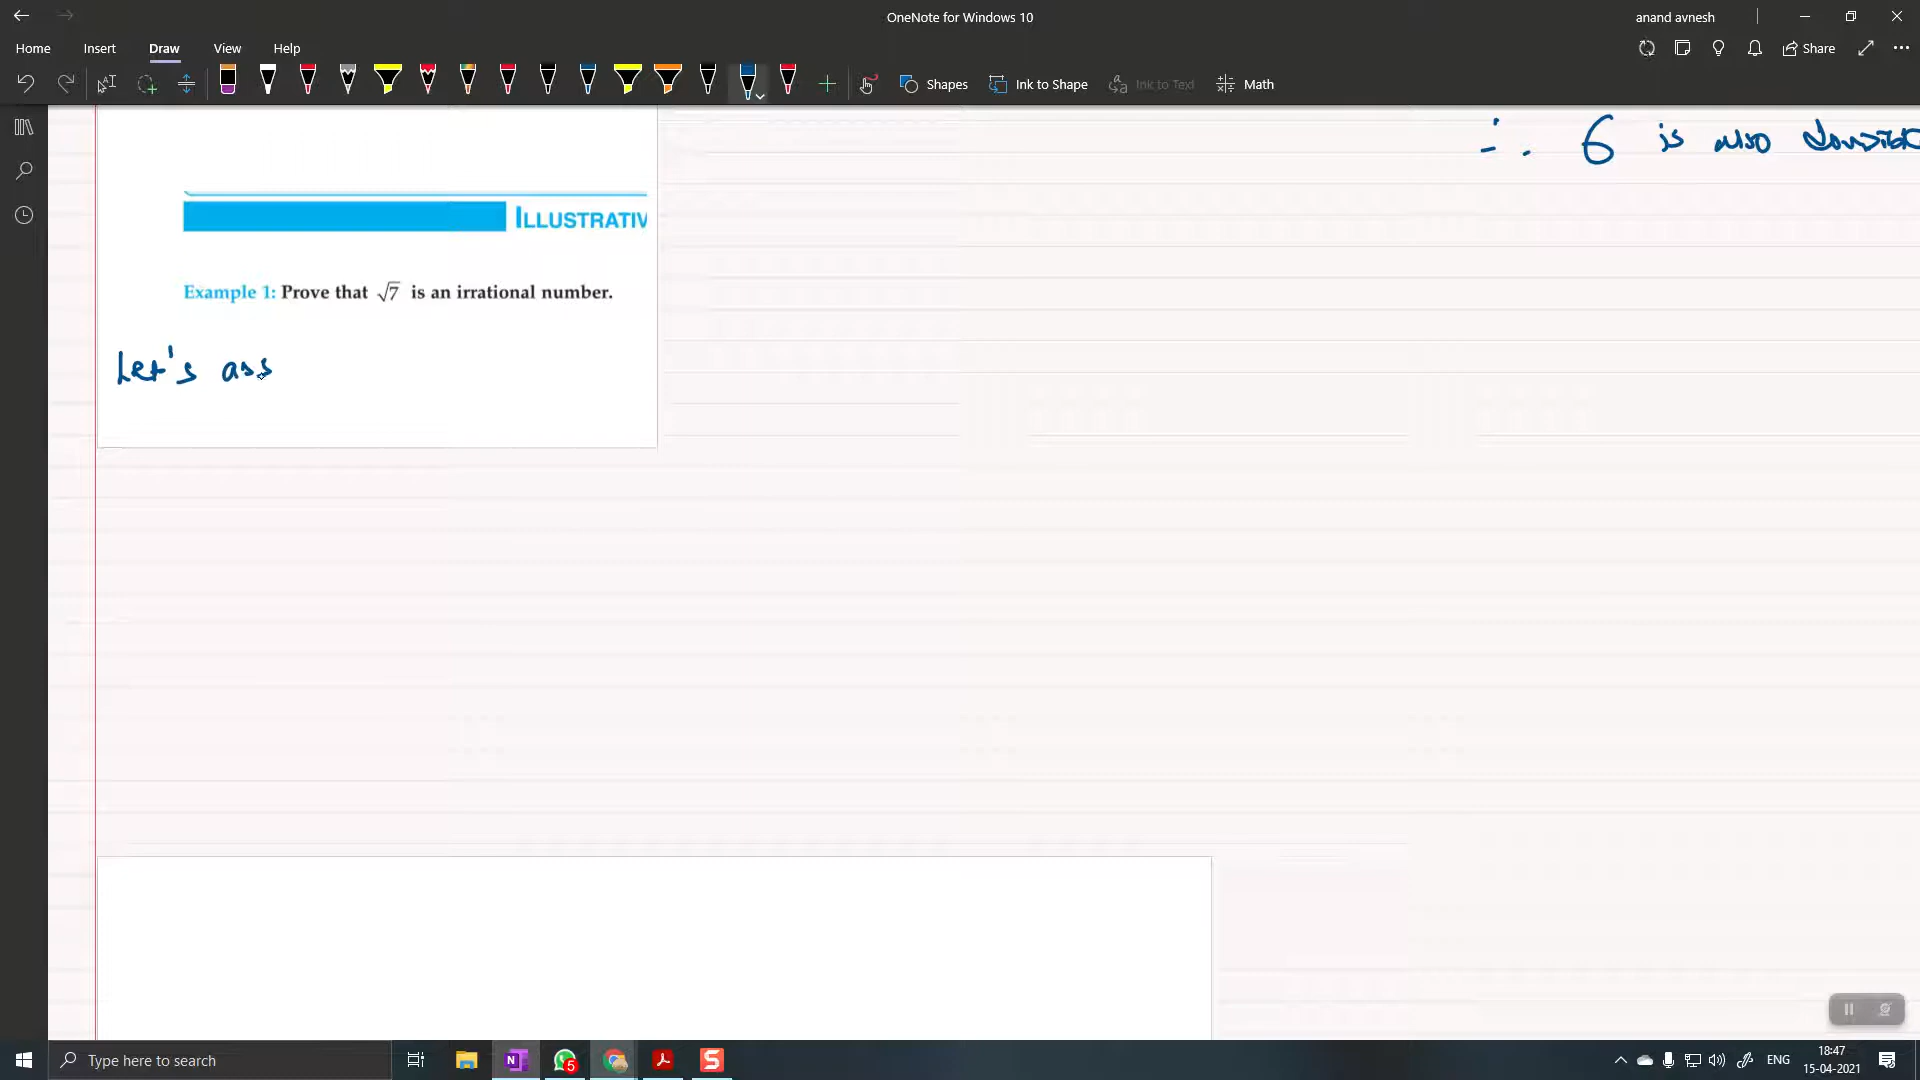 OneNote for Windows 10
anand avnesh
Home Insert Draw View Help
Share
Shapes Ink to Shape Ink to Text Math
∴ 6 is also
ILLUSTRATIV
Example 1: Prove that √7 is an irrational number.
Let's ass
Type here to search
5
ENG
18:47
15-04-2021